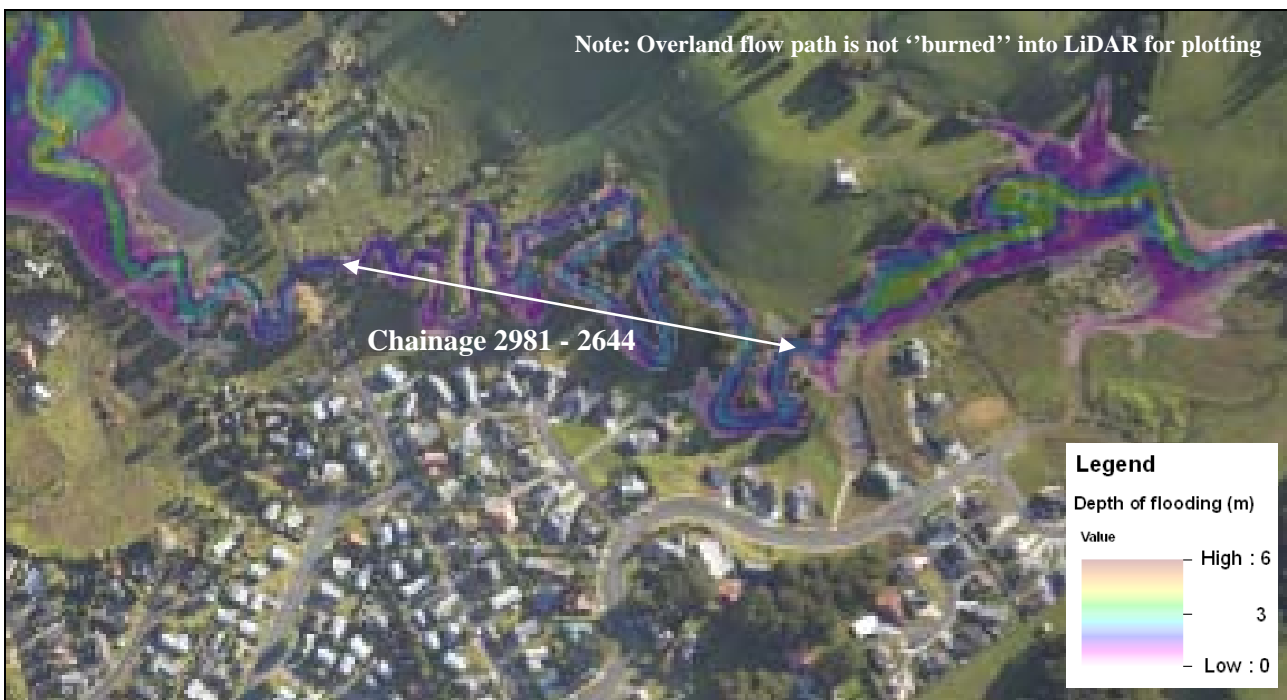 Note: Overland flow path is not ‘’burned’’ into LiDAR for plotting
Chainage 2981 - 2644
Legend
Depth of flooding (m)
Value
High : 6
3
Low : 0